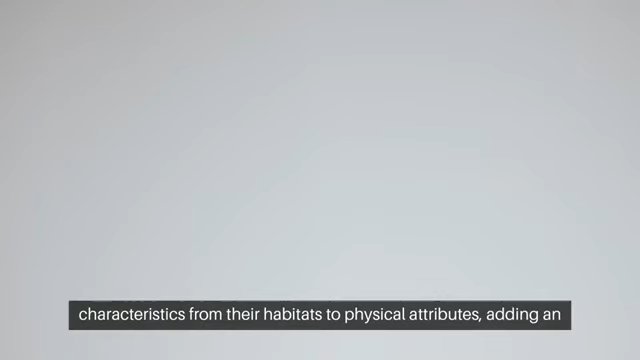 characteristics from their habitats to physical attributes, adding an